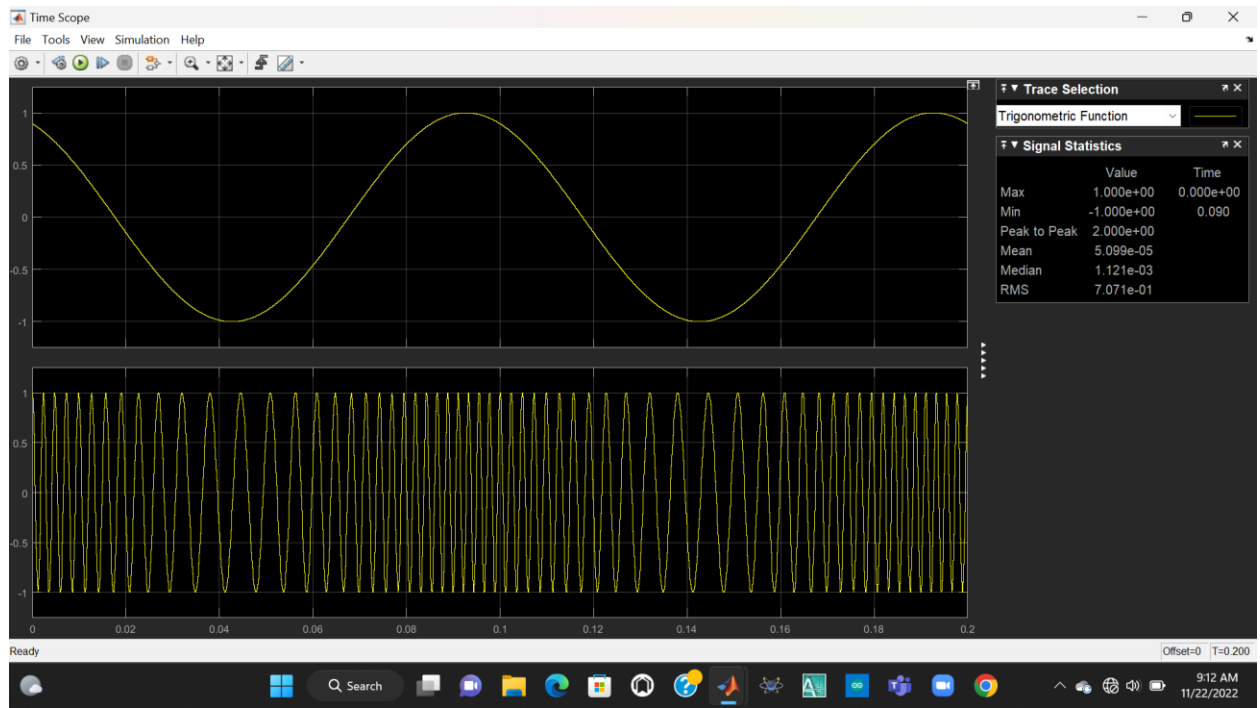 Time Scope
File Tools View Simulation Help
1
0.5
0
-0.5
-1
1
0.5
0
-0.5
-1
0 0.02 0.04 0.06 0.08 0.1 0.12 0.14 0.16 0.18 0.2
Trace Selection
Trigonometric Function
Signal Statistics
Value Time
Max 1.000e+00 0.000e+00
Min -1.000e+00 0.090
Peak to Peak 2.000e+00
Mean 5.099e-05
Median 1.121e-03
RMS 7.071e-01
Ready Offset=0 T=0.200
Search
9:12 AM
11/22/2022